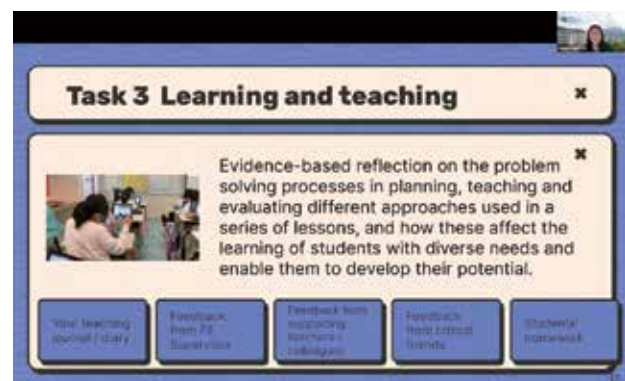 Task 3 Learning and teaching
Evidence-based reflection on the problem
solving processes in planning, teaching and
evaluating different approaches used in a
series of lessons, and how these affect the
learning of students with diverse needs and
enable them to develop their potential.
Your teaching
journal / diary
Feedback
from FE
Supervisor
Feedback from
supporting
teachers /
colleagues
Feedback
from critical
friends
Students'
homework